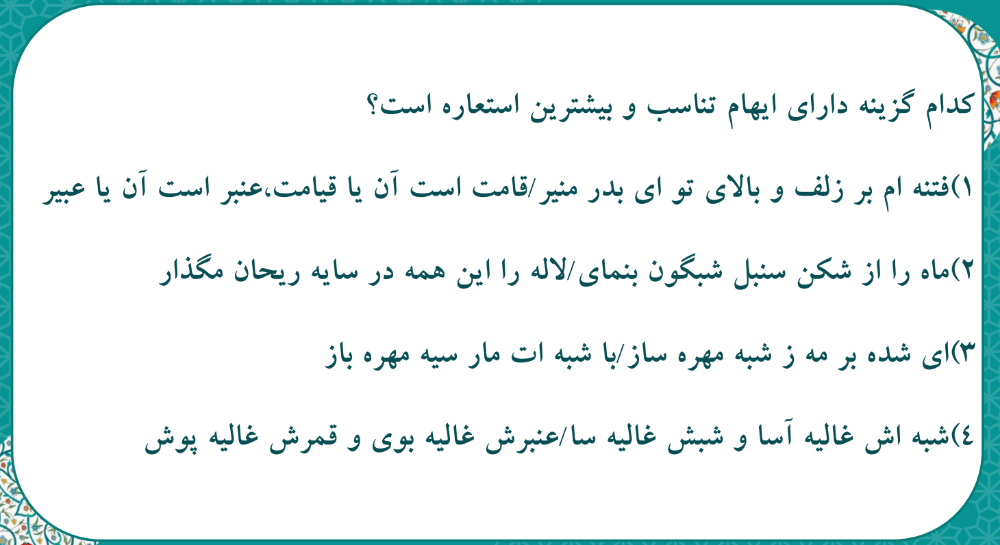 کدام گزینه دارای ایهام تناسب و بیشترین استعاره است؟
۱)فتنه ام بر زلف و بالای تو ای بدر منیر/قامت است آن یا قیامت،عنبر است آن یا عبیر
۲)ماه را از شکن سنبل شبگون بنمای/لاله را این همه در سایه ریحان مگذار
۳)ای شده بر مه ز شبه مهره ساز/با شبه ات مار سیه مهره باز
٤)شبه اش غالیه آسا و شبش غالیه سا/عنبرش غالیه بوی و قمرش غالیه پوش